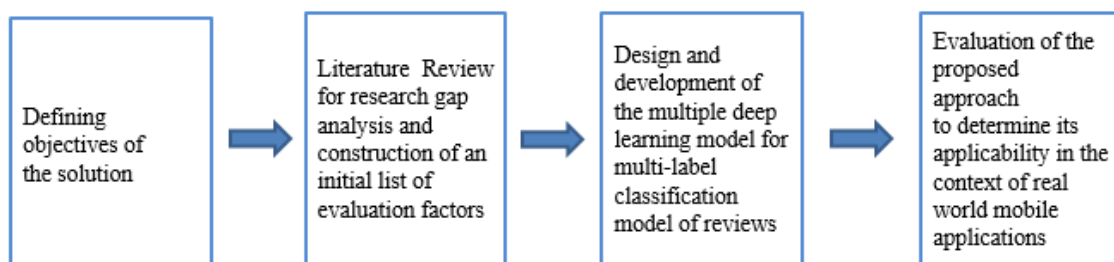 Defining
objectives of
the solution
Literature Review
for research gap
analysis and
construction of an
initial list of
evaluation factors
Design and
development of
the multiple deep
learning model for
multi-label
classification
model of reviews
Evaluation of the
proposed
approach
to determine its
applicability in the
context of real
world mobile
applications